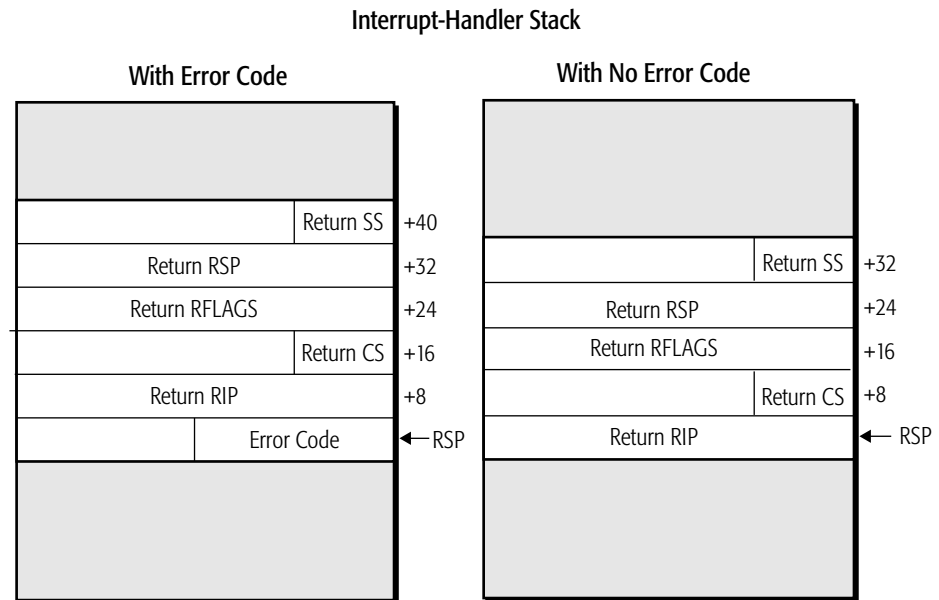 Interrupt-Handler Stack
With Error Code
Return SS +40
Return RSP +32
Return RFLAGS +24
Return CS +16
Return RIP +8
Error Code RSP
With No Error Code
Return SS +32
Return RSP +24
Return RFLAGS +16
Return CS +8
Return RIP RSP